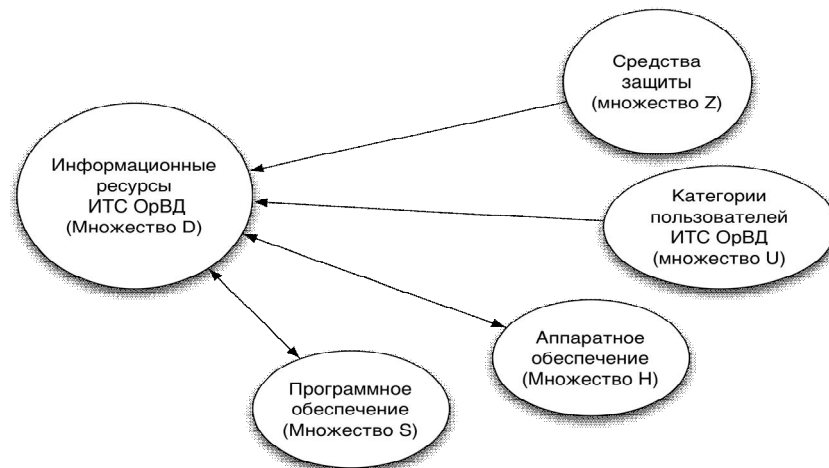 Средства
защиты
(множество Z)
Информационные
ресурсы
ИТС ОрВД
(Множество D)
Категории
пользователей
ИТС ОрВД
(множество U)
Аппаратное
обеспечение
(Множество H)
Программное
обеспечение
(Множество S)